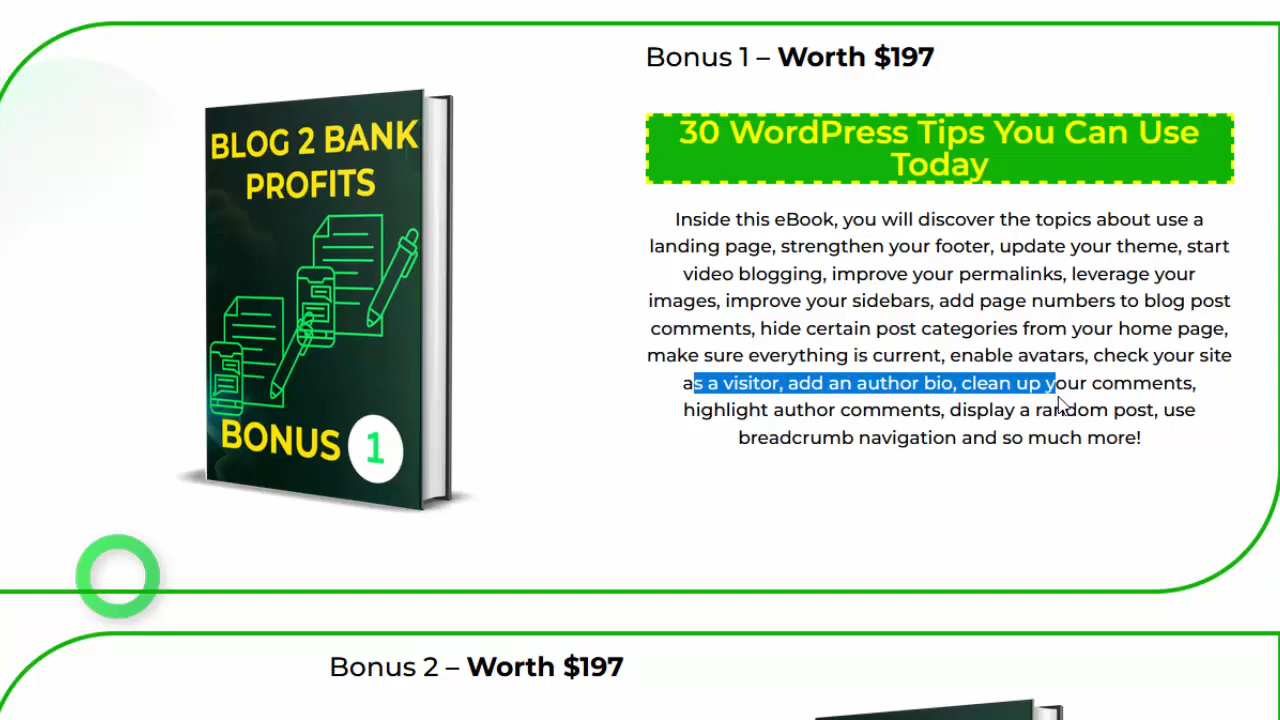 BLOG 2 BANK
PROFITS
BONUS 1
Bonus 1 – Worth $197
30 WordPress Tips You Can Use
Today
Inside this eBook, you will discover the topics about use a
landing page, strengthen your footer, update your theme, start
video blogging, improve your permalinks, leverage your
images, improve your sidebars, add page numbers to blog post
comments, hide certain post categories from your home page,
make sure everything is current, enable avatars, check your site
as a visitor, add an author bio, clean up your comments,
highlight author comments, display a random post, use
breadcrumb navigation and so much more!
Bonus 2 – Worth $197